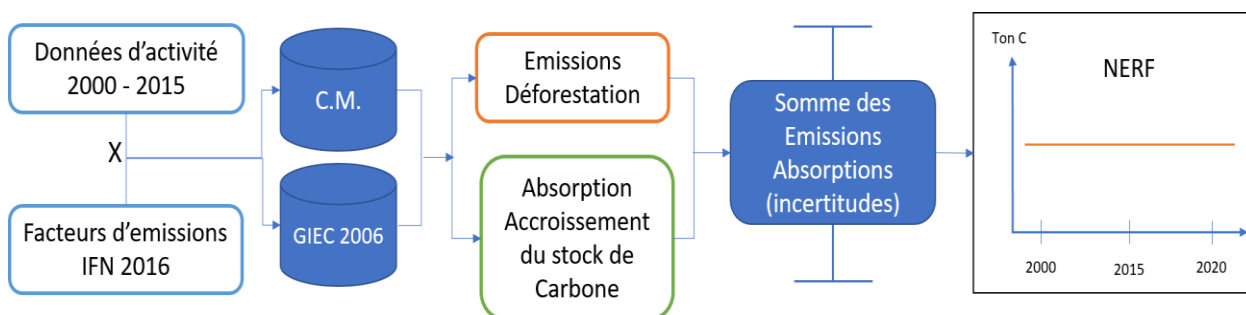 Données d'activité
2000 - 2015
X
Facteurs d'emissions
IFN 2016
C.M.
GIEC 2006
Emissions
Déforestation
Absorption
Accroissement
du stock de
Carbone
Somme des
Emissions
Absorptions
(incertitudes)
Ton C
NERF
2000
2015
2020